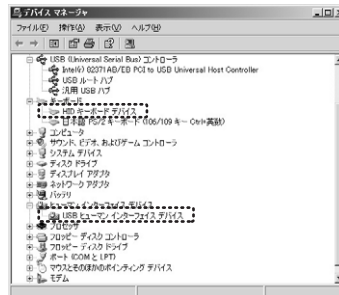 デバイス マネージャ
ファイル(F) 操作(A) 表示(V) ヘルプ(H)
USB (Universal Serial Bus) コントローラ
Intel(r) 82371AB/EB PCI to USB Universal Host Controller
USB ルート ハブ
汎用 USB ハブ
キーボード
HID キーボード デバイス
日本語 PS/2 キーボード (106/109 キー Ctrl+英数)
コンピュータ
サウンド、ビデオ、およびゲーム コントローラ
システム デバイス
ディスク ドライブ
ディスプレイ アダプタ
ネットワーク アダプタ
バッテリ
ヒューマン インターフェイス デバイス
USB ヒューマン インターフェイス デバイス
プロセッサ
フロッピー ディスク コントローラ
フロッピー ディスク ドライブ
ポート (COM と LPT)
マウスとそのほかのポインティング デバイス
モデム